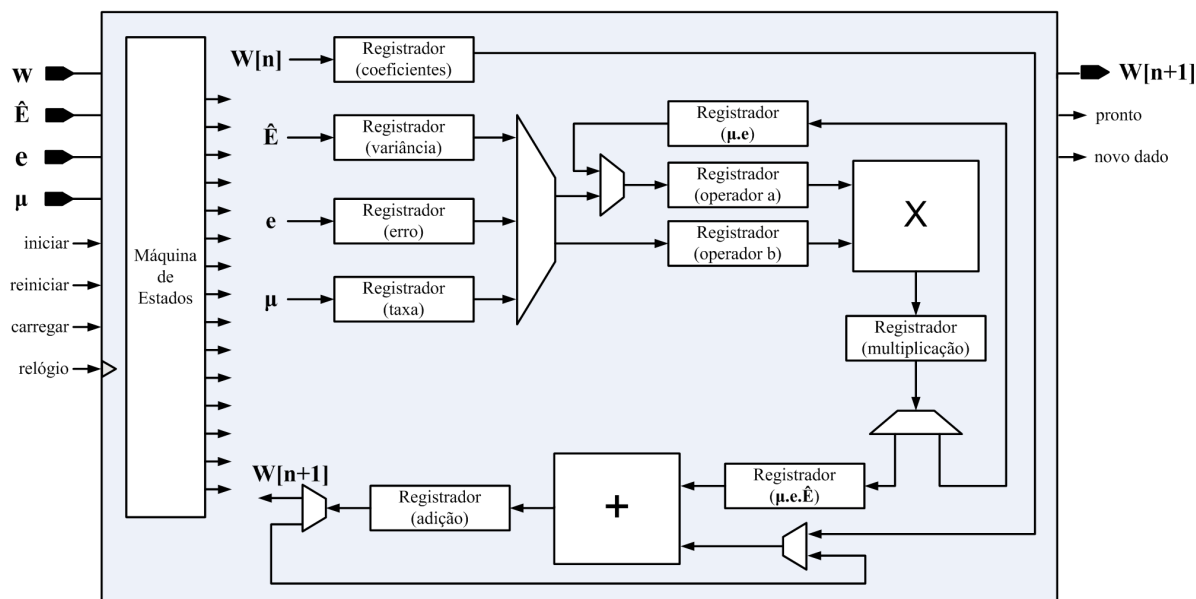 W
Ê
e
μ
iniciar
reiniciar
carregar
relógio
Máquina
de
Estados
W[n]
Registrador
(coeficientes)
Ê
Registrador
(variância)
e
Registrador
(erro)
μ
Registrador
(taxa)
Registrador
(μ.e)
Registrador
(operador a)
Registrador
(operador b)
X
Registrador
(multiplicação)
Registrador
(μ.e.Ê)
+
Registrador
(adição)
W[n+1]
W[n+1]
pronto
novo dado